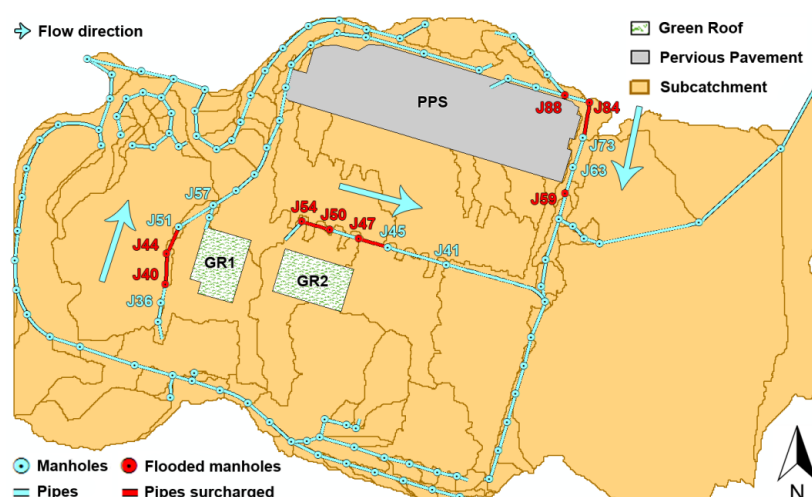 Flow direction
Green Roof
Pervious Pavement
Subcatchment
PPS
J88
J84
J73
J63
J59
J57
J54
J50
J51
J47
J45
J44
J41
GR1
GR2
J40
J36
Manholes
Flooded manholes
Pipes
Pipes surcharged
N